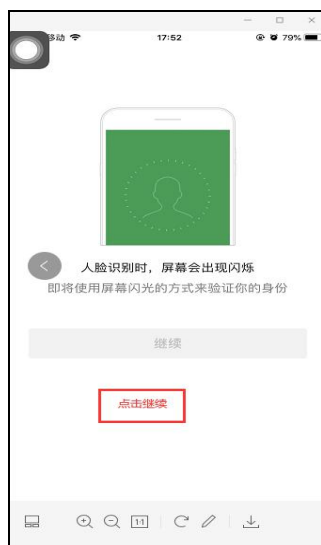 移动 17:52 79%
人脸识别时，屏幕会出现闪烁
即将使用屏幕闪光的方式来验证你的身份
继续
点击继续
1:1